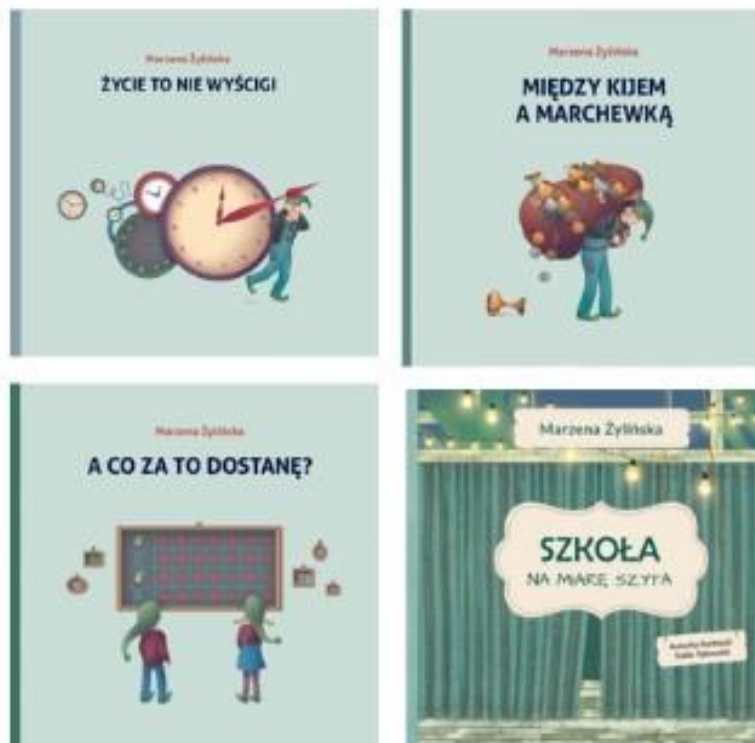 Marzena Żylińska
ŻYCIE TO NIE WYŚCIGI
Marzena Żylińska
MIĘDZY KIJEM
A MARCHEWKĄ
Marzena Żylińska
A CO ZA TO DOSTANĘ?
Marzena Żylińska
SZKOŁA
NA MIARĘ SZYTA